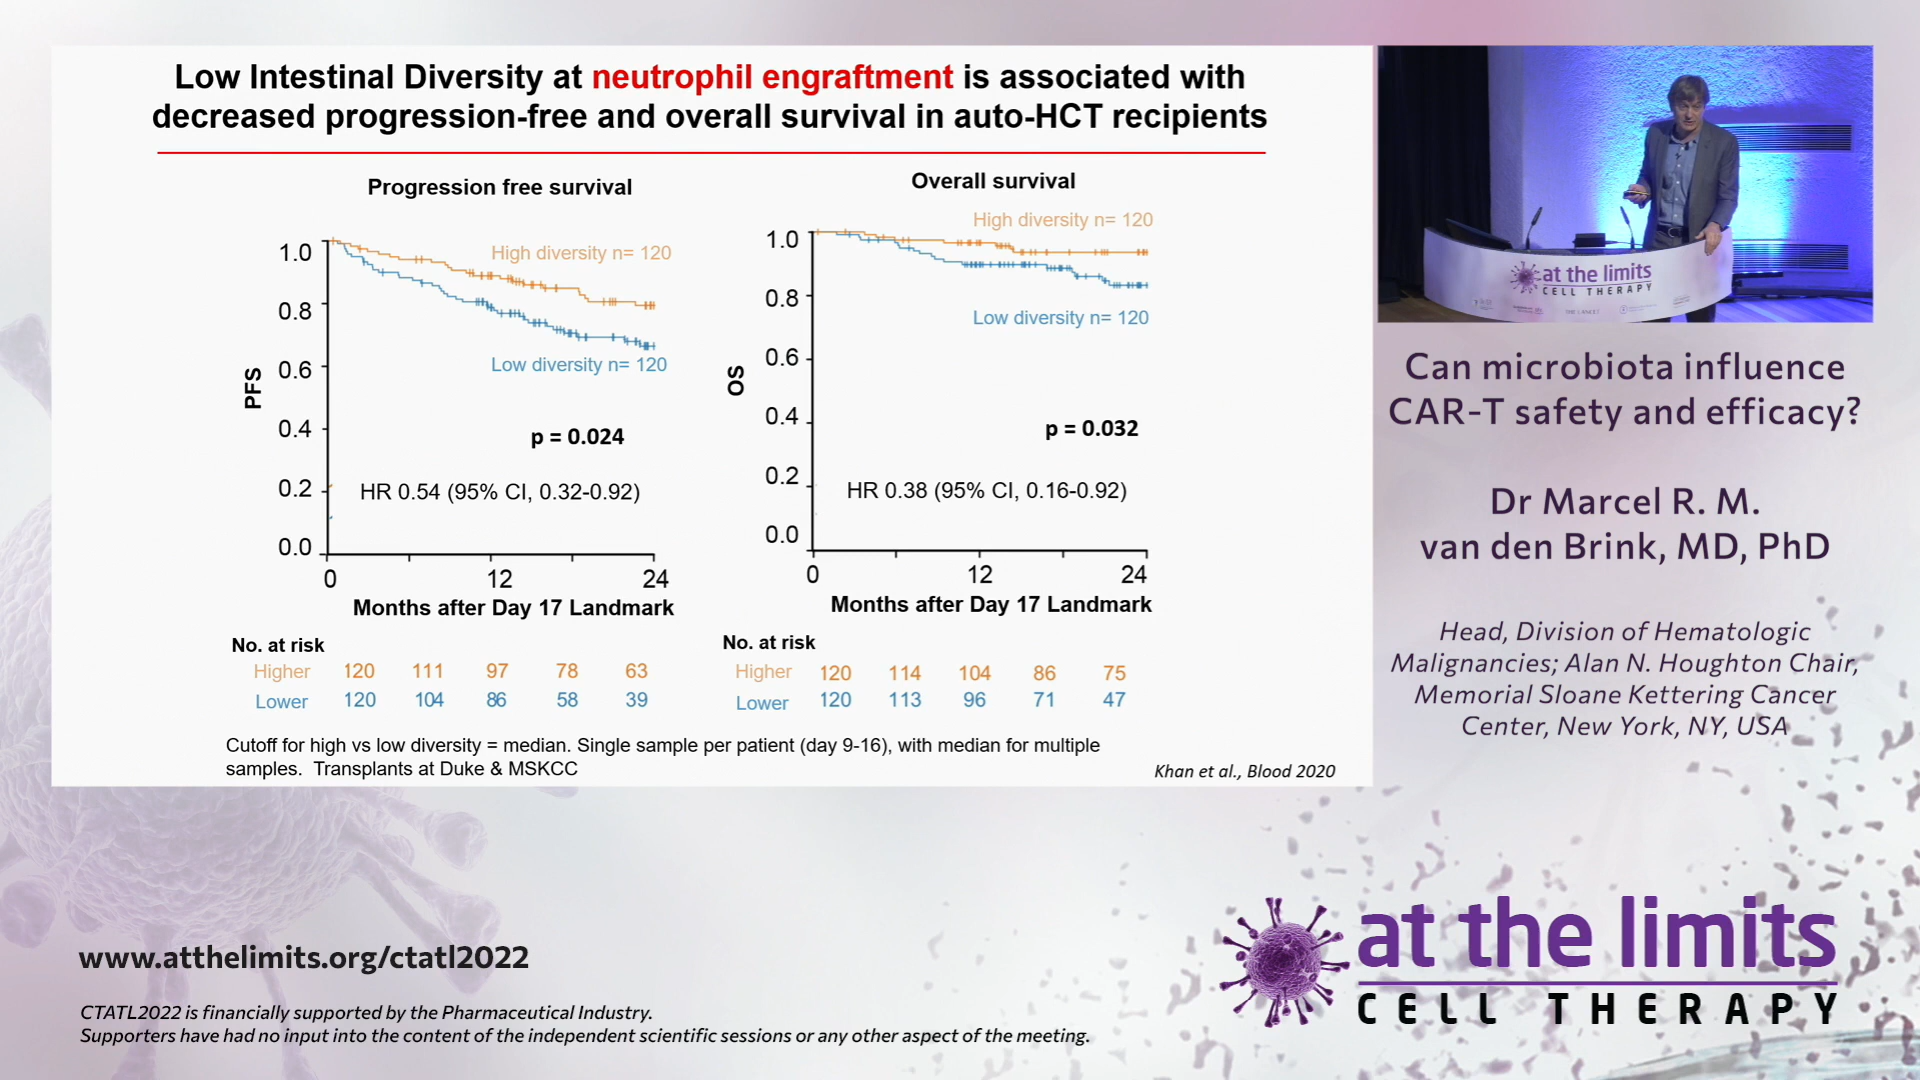 Low Intestinal Diversity at neutrophil engraftment is associated with
decreased progression-free and overall survival in auto-HCT recipients
Progression free survival
High diversity n= 120
Low diversity n= 120
PFS
1.0
0.8
0.6
0.4
0.2
0.0
p = 0.024
HR 0.54 (95% CI, 0.32-0.92)
0 12 24
Months after Day 17 Landmark
No. at risk
Higher 120 111 97 78 63
Lower 120 104 86 58 39
Overall survival
High diversity n= 120
Low diversity n= 120
OS
1.0
0.8
0.6
0.4
0.2
0.0
p = 0.032
HR 0.38 (95% CI, 0.16-0.92)
0 12 24
Months after Day 17 Landmark
No. at risk
Higher 120 114 104 86 75
Lower 120 113 96 71 47
Cutoff for high vs low diversity = median. Single sample per patient (day 9-16), with median for multiple
samples. Transplants at Duke & MSKCC
Khan et al., Blood 2020
at the limits
CELL THERAPY
Can microbiota influence
CAR-T safety and efficacy?
Dr Marcel R. M.
van den Brink, MD, PhD
Head, Division of Hematologic
Malignancies; Alan N. Houghton Chair,
Memorial Sloane Kettering Cancer
Center, New York, NY, USA
www.atthelimits.org/ctatl2022
CTATL2022 is financially supported by the Pharmaceutical Industry.
Supporters have had no input into the content of the independent scientific sessions or any other aspect of the meeting.
at the limits
CELL THERAPY